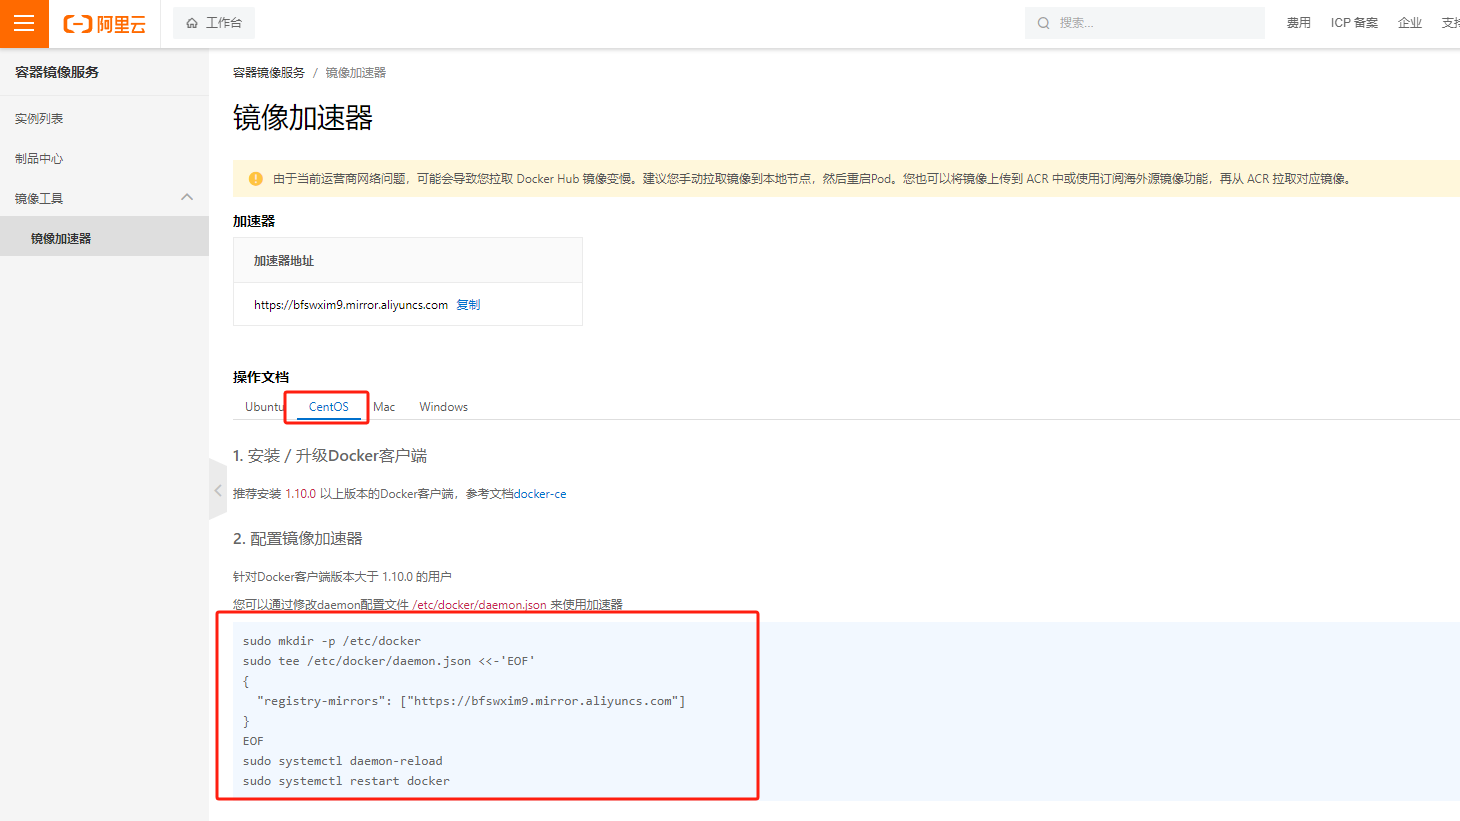 阿里云
工作台
搜索...
费用
ICP 备案
企业
容器镜像服务
实例列表
制品中心
镜像工具
镜像加速器
容器镜像服务 / 镜像加速器
镜像加速器
由于当前运营商网络问题，可能会导致您拉取 Docker Hub 镜像变慢。建议您手动拉取镜像到本地节点，然后重启Pod。您也可以将镜像上传到 ACR 中或使用订阅海外源镜像功能，再从 ACR 拉取对应镜像。
加速器
加速器地址
https://bfswxim9.mirror.aliyuncs.com 复制
操作文档
Ubuntu CentOS Mac Windows
1. 安装 / 升级Docker客户端
推荐安装 1.10.0 以上版本的Docker客户端，参考文档docker-ce
2. 配置镜像加速器
针对Docker客户端版本大于 1.10.0 的用户
您可以通过修改daemon配置文件 /etc/docker/daemon.json 来使用加速器
sudo mkdir -p /etc/docker
sudo tee /etc/docker/daemon.json <<-'EOF'
{
  "registry-mirrors": ["https://bfswxim9.mirror.aliyuncs.com"]
}
EOF
sudo systemctl daemon-reload
sudo systemctl restart docker